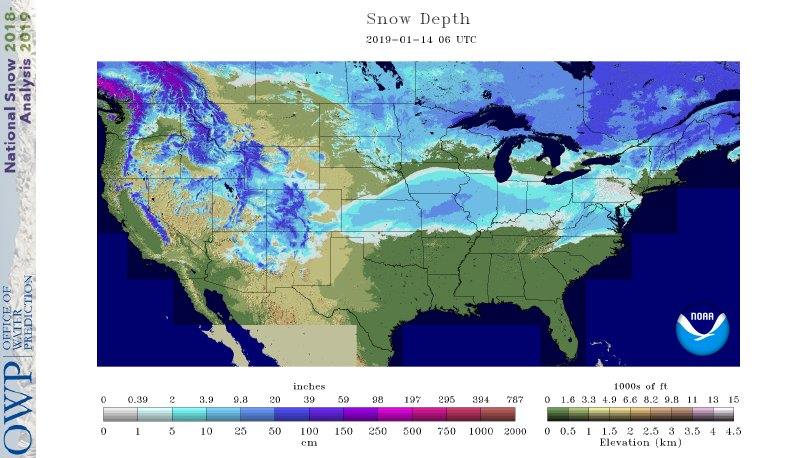 Snow Depth
2019-01-14 06 UTC
National Snow 2018-
Analysis 2019
OWP
OFFICE OF
WATER
PREDICTION
NOAA
inches
0 0.39 2 3.9 9.8 20 39 59 98 197 295 394 787
0 1 5 10 25 50 100 150 250 500 750 1000 2000
cm
1000s of ft
0 1.6 3.3 4.9 6.6 8.2 9.8 11 13 15
0 0.5 1 1.5 2 2.5 3 3.5 4 4.5
Elevation (km)